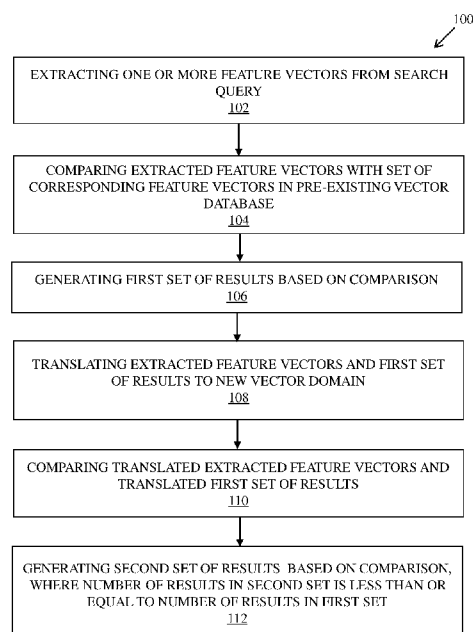 100
EXTRACTING ONE OR MORE FEATURE VECTORS FROM SEARCH
QUERY
102
COMPARING EXTRACTED FEATURE VECTORS WITH SET OF
CORRESPONDING FEATURE VECTORS IN PRE-EXISTING VECTOR
DATABASE
104
GENERATING FIRST SET OF RESULTS BASED ON COMPARISON
106
TRANSLATING EXTRACTED FEATURE VECTORS AND FIRST SET
OF RESULTS TO NEW VECTOR DOMAIN
108
COMPARING TRANSLATED EXTRACTED FEATURE VECTORS AND
TRANSLATED FIRST SET OF RESULTS
110
GENERATING SECOND SET OF RESULTS BASED ON COMPARISON,
WHERE NUMBER OF RESULTS IN SECOND SET IS LESS THAN OR
EQUAL TO NUMBER OF RESULTS IN FIRST SET
112